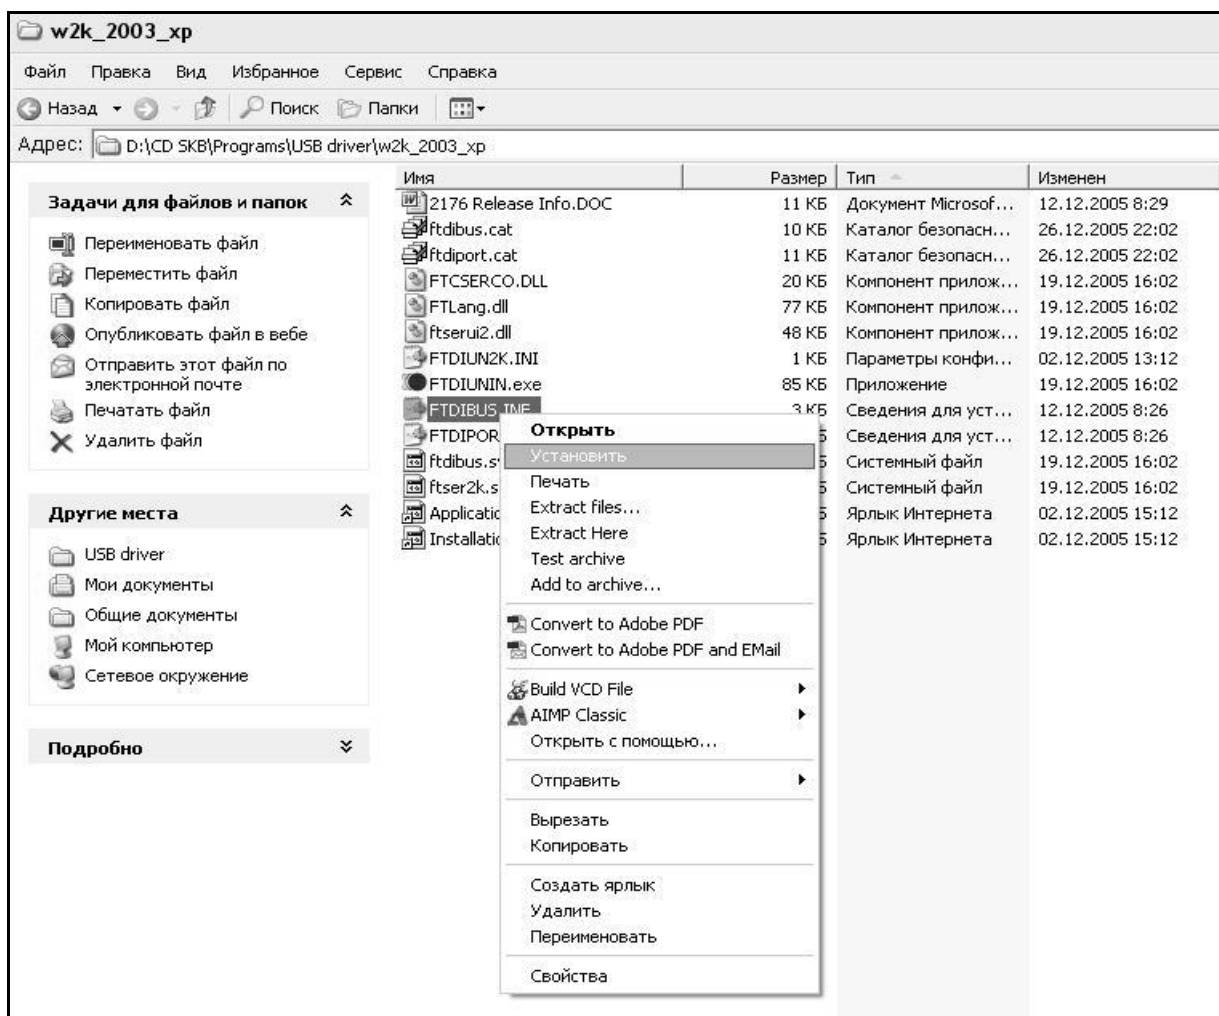 w2k_2003_xp
Файл Правка Вид Избранное Сервис Справка
Назад Поиск Папки
Адрес: D:\CD SKB\Programs\USB driver\w2k_2003_xp
Задачи для файлов и папок
Переименовать файл
Переместить файл
Копировать файл
Опубликовать файл в вебе
Отправить этот файл по
электронной почте
Печатать файл
Удалить файл
Другие места
USB driver
Мои документы
Общие документы
Мой компьютер
Сетевое окружение
Подробно
Имя Размер Тип Изменен
2176 Release Info.DOC 11 КБ Документ Microsof... 12.12.2005 8:29
ftdibus.cat 10 КБ Каталог безопасн... 26.12.2005 22:02
ftdiport.cat 11 КБ Каталог безопасн... 26.12.2005 22:02
FTCSERCO.DLL 20 КБ Компонент прилож... 19.12.2005 16:02
FTLang.dll 77 КБ Компонент прилож... 19.12.2005 16:02
ftserui2.dll 48 КБ Компонент прилож... 19.12.2005 16:02
FTDIUN2K.INI 1 КБ Параметры конфи... 02.12.2005 13:12
FTDIUNIN.exe 85 КБ Приложение 19.12.2005 16:02
FTDIBUS.INF 3 КБ Сведения для уст... 12.12.2005 8:26
FTDIPOR Б Сведения для уст... 12.12.2005 8:26
ftdibus.s Б Системный файл 19.12.2005 16:02
ftser2k.s Б Системный файл 19.12.2005 16:02
Applicatic Б Ярлык Интернета 02.12.2005 15:12
Installatic Б Ярлык Интернета 02.12.2005 15:12
Открыть
Установить
Печать
Extract files...
Extract Here
Test archive
Add to archive...
Convert to Adobe PDF
Convert to Adobe PDF and EMail
Build VCD File
AIMP Classic
Открыть с помощью...
Отправить
Вырезать
Копировать
Создать ярлык
Удалить
Переименовать
Свойства